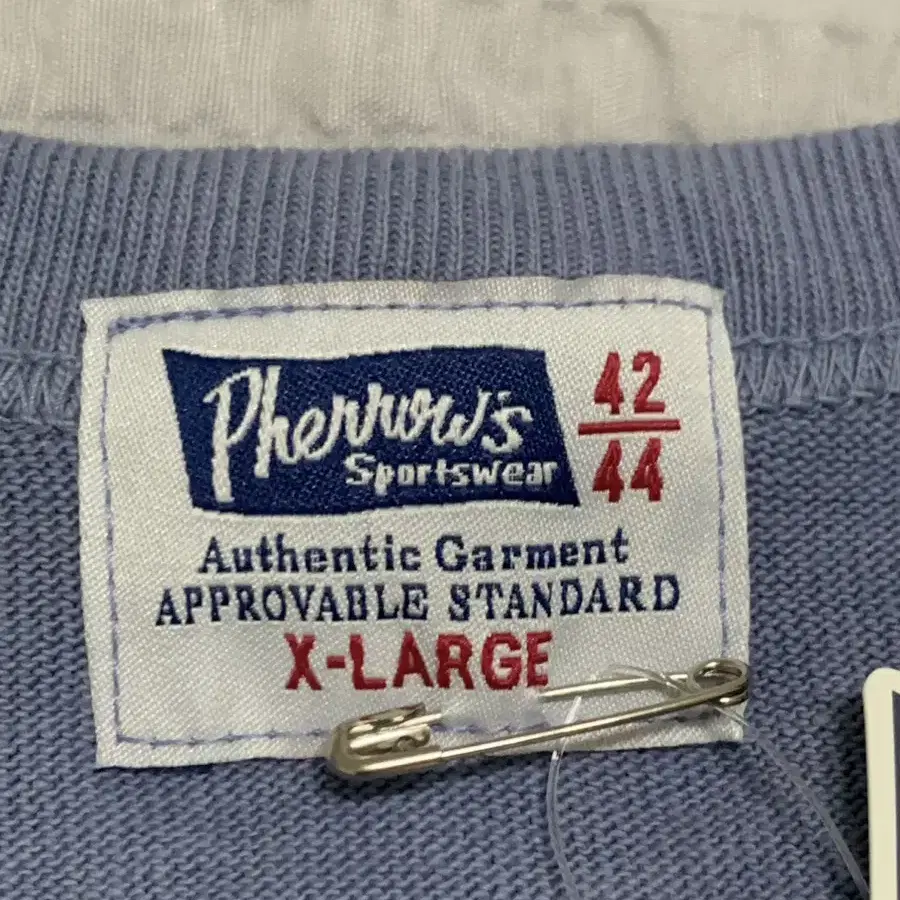 Pherrow's
Sportswear
42
44
Authentic Garment
APPROVABLE STANDARD
X-LARGE